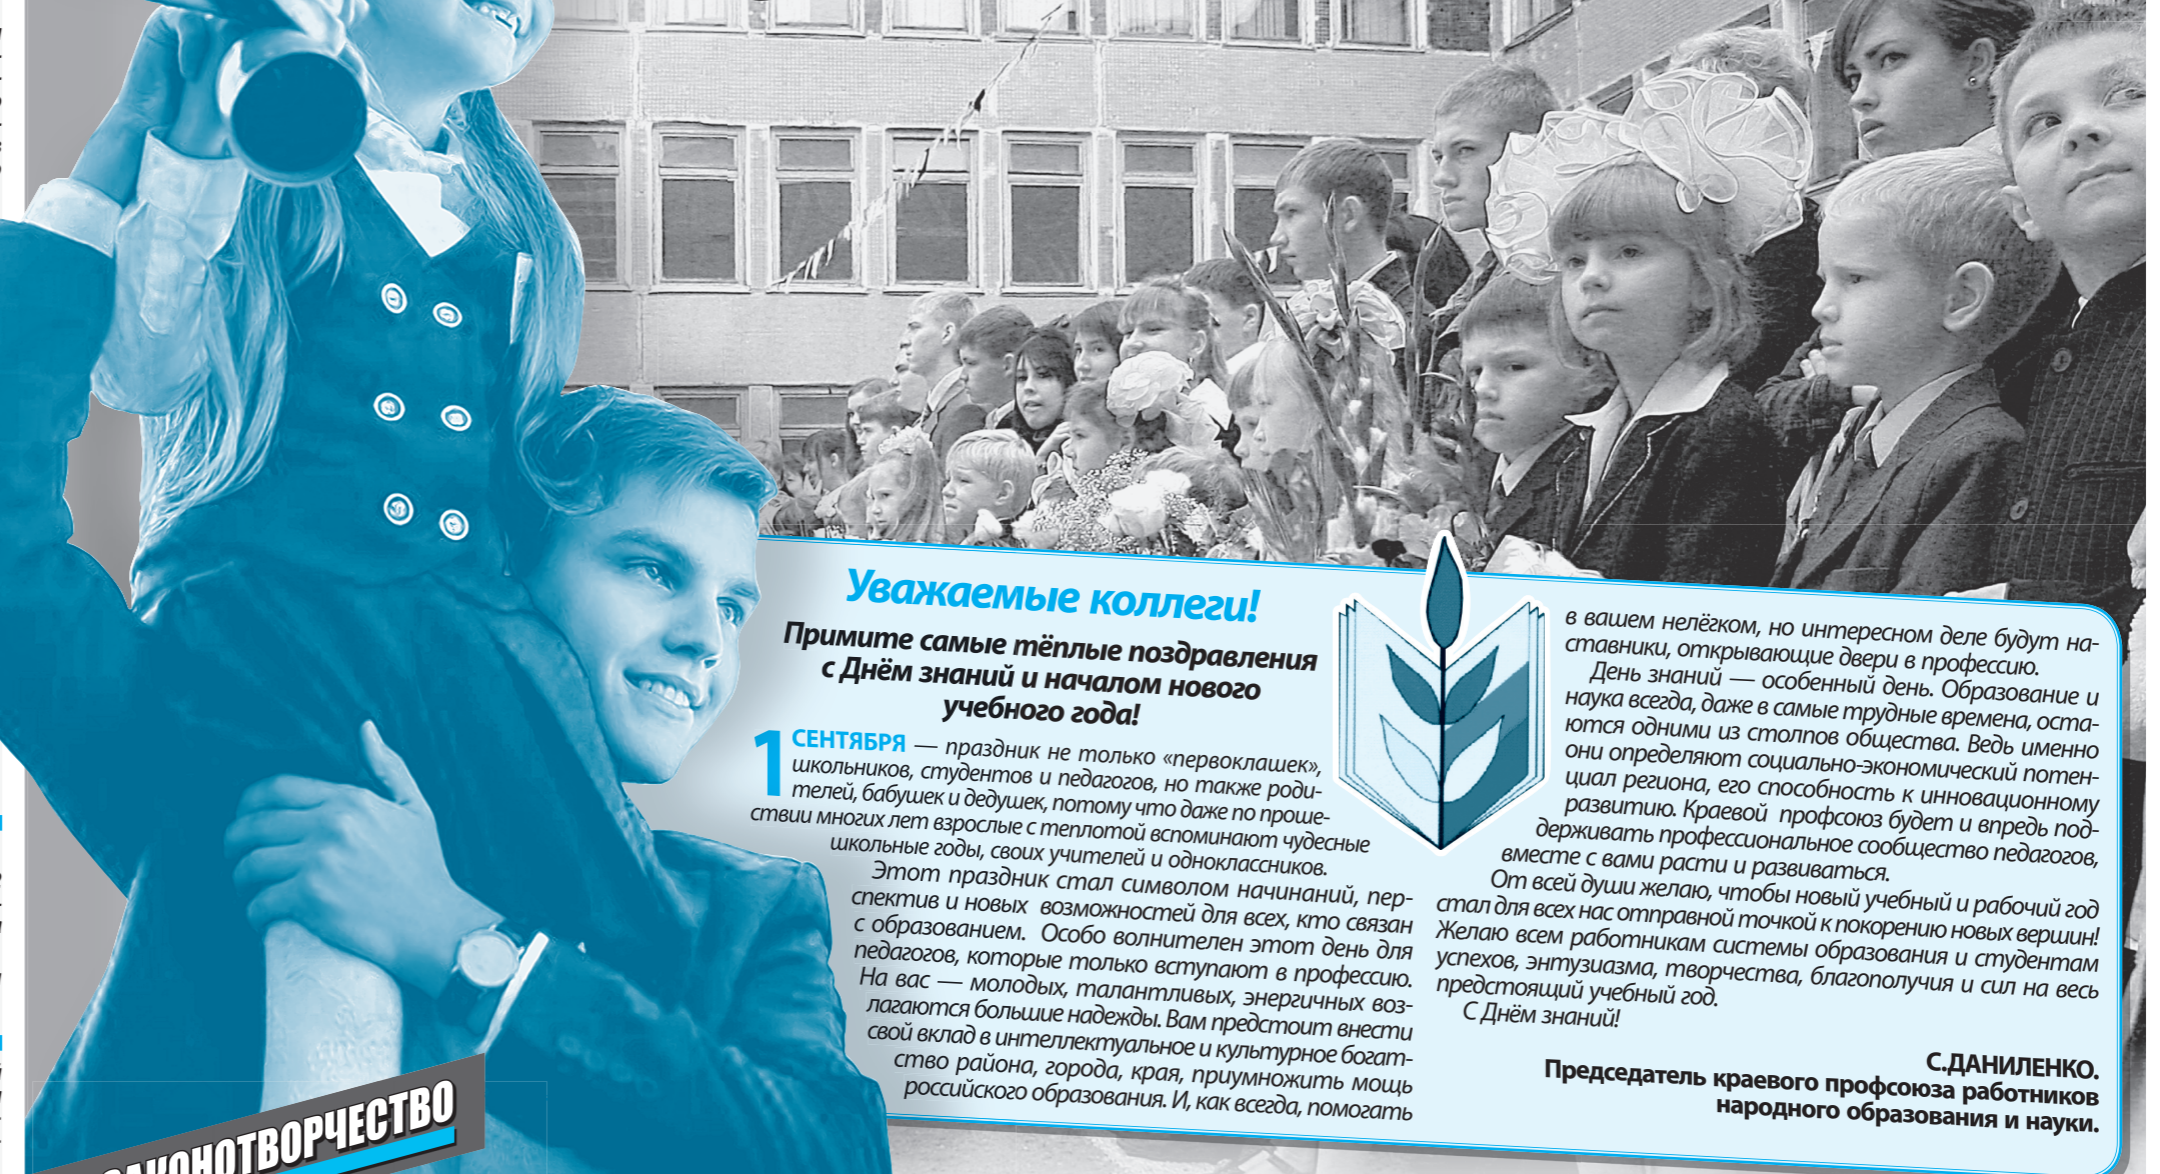 Уважаемые коллеги!
Примите самые тёплые поздравления
с Днём знаний и началом нового
учебного года!
1 СЕНТЯБРЯ — праздник не только «первоклашек»,
школьников, студентов и педагогов, но также роди-
телей, бабушек и дедушек, потому что даже по проше-
ствии многих лет взрослые с теплотой вспоминают чудесные
школьные годы, своих учителей и одноклассников.
Этот праздник стал символом начинаний, пер-
спектив и новых возможностей для всех, кто связан
с образованием. Особо волнителен этот день для
педагогов, которые только вступают в профессию.
На вас — молодых, талантливых, энергичных воз-
лагаются большие надежды. Вам предстоит внести
свой вклад в интеллектуальное и культурное богат-
ство района, города, края, приумножить мощь
российского образования. И, как всегда, помогать
в вашем нелёгком, но интересном деле будут на-
ставники, открывающие двери в профессию.
День знаний — особенный день. Образование и
наука всегда, даже в самые трудные времена, оста-
ются одними из столпов общества. Ведь именно
они определяют социально-экономический потен-
циал региона, его способность к инновационному
развитию. Краевой профсоюз будет и впредь под-
держивать профессиональное сообщество педагогов,
вместе с вами расти и развиваться.
От всей души желаю, чтобы новый учебный и рабочий год
стал для всех нас отправной точкой к покорению новых вершин!
Желаю всем работникам системы образования и студентам
успехов, энтузиазма, творчества, благополучия и сил на весь
предстоящий учебный год.
С Днём знаний!
С.ДАНИЛЕНКО.
Председатель краевого профсоюза работников
народного образования и науки.
ЗАКОНОТВОРЧЕСТВО